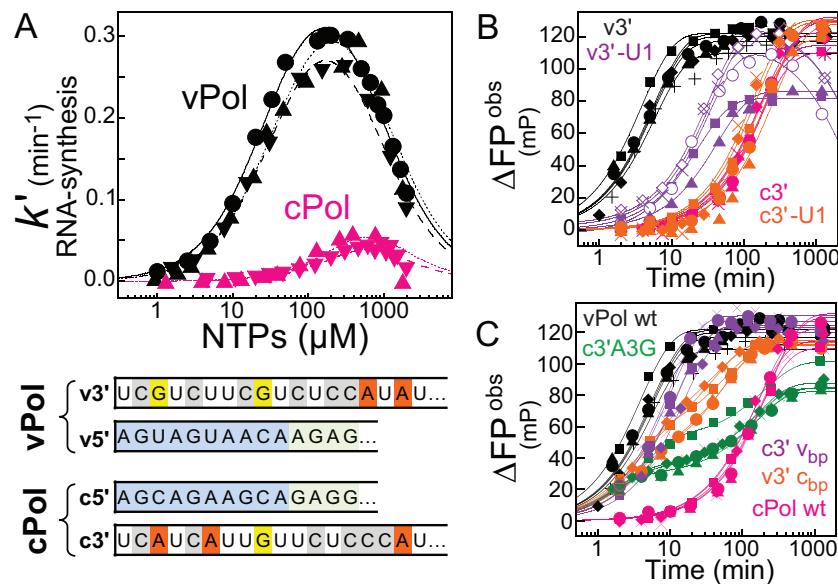 A
k' (min⁻¹)
RNA-synthesis
0.3
0.2
0.1
0.0
vPol
cPol
1 10 100 1000
NTPs (µM)
vPol
v3' UCGUCUUCGUCUCCAUAU...
v5' AGUAGUAACAAGAG...
cPol
c5' AGCAGAAGCAGAGG...
c3' UCAUCAUUGUUCUCCCAU...
B
ΔFP obs
(mP)
120
100
80
60
40
20
0
v3'
v3'-U1
c3'
c3'-U1
1 10 100 1000
Time (min)
C
ΔFP obs
(mP)
120
100
80
60
40
20
0
vPol wt
c3'A3G
c3' vbp
v3' cbp
cPol wt
1 10 100 1000
Time (min)